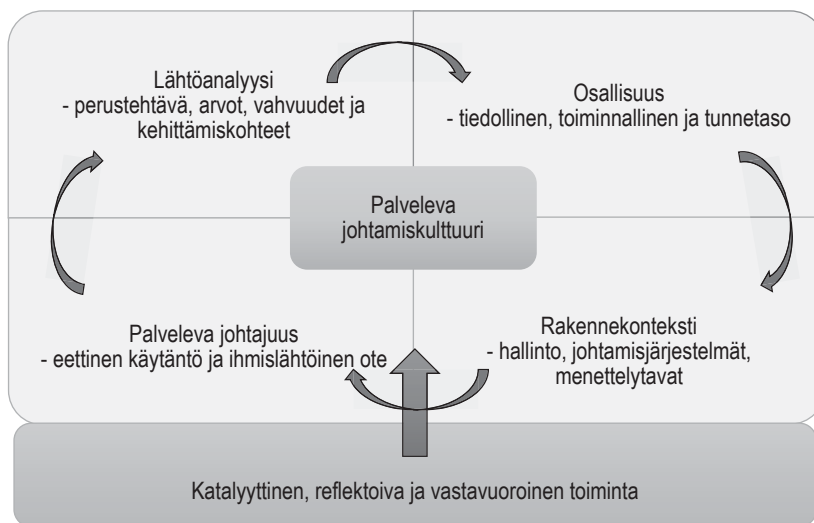 Lähtöanalyysi
- perustehtävä, arvot, vahvuudet ja
kehittämiskohteet
Osallisuus
- tiedollinen, toiminnallinen ja tunnetaso
Palveleva
johtamiskulttuuri
Palveleva johtajuus
- eettinen käytäntö ja ihmislähtöinen ote
Rakennekonteksti
- hallinto, johtamisjärjestelmät,
menettelytavat
Katalyyttinen, reflektoiva ja vastavuoroinen toiminta